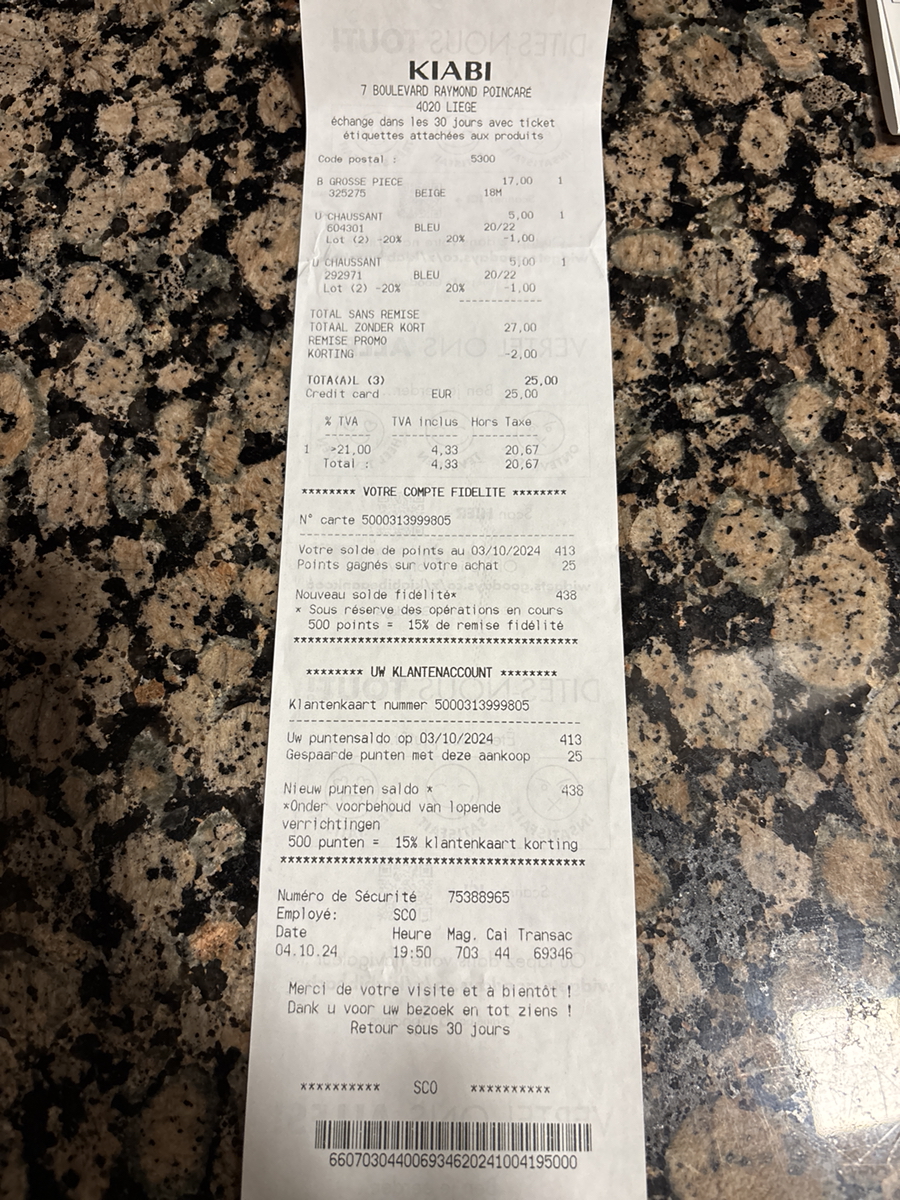 KIABI
7 BOULEVARD RAYMOND POINCARE
4020 LIEGE
échange dans les 30 jours avec ticket
étiquettes attachées aux produits
Code postal : 5300
B GROSSE PIECE 17,00 1
325275 BEIGE 18M
U CHAUSSANT 5,00 1
604301 BLEU 20/22
Lot (2) -20% 20% -1,00
U CHAUSSANT 5,00 1
292971 BLEU 20/22
Lot (2) -20% 20% -1,00
------------
TOTAL SANS REMISE
TOTAAL ZONDER KORT 27,00
REMISE PROMO
KORTING -2,00
TOTA(A)L (3) 25,00
Credit card EUR 25,00
% TVA TVA inclus Hors Taxe
------ --------- ---------
1 >21,00 4,33 20,67
Total : 4,33 20,67
******** VOTRE COMPTE FIDELITE ********
N° carte 5000313999805
----------------------------------------
Votre solde de points au 03/10/2024 413
Points gagnés sur votre achat 25
Nouveau solde fidélité* 438
* Sous réserve des opérations en cours
500 points = 15% de remise fidélité
****************************************
******** UW KLANTENACCOUNT ********
Klantenkaart nummer 5000313999805
----------------------------------------
Uw puntensaldo op 03/10/2024 413
Gespaarde punten met deze aankoop 25
Nieuw punten saldo * 438
*Onder voorbehoud van lopende
verrichtingen
500 punten = 15% klantenkaart korting
****************************************
Numéro de Sécurité 75388965
Employé: SCO
Date Heure Mag. Cai Transac
04.10.24 19:50 703 44 69346
Merci de votre visite et à bientôt !
Dank u voor uw bezoek en tot ziens !
Retour sous 30 jours
********** SCO **********
66070304400693462024100419​5000